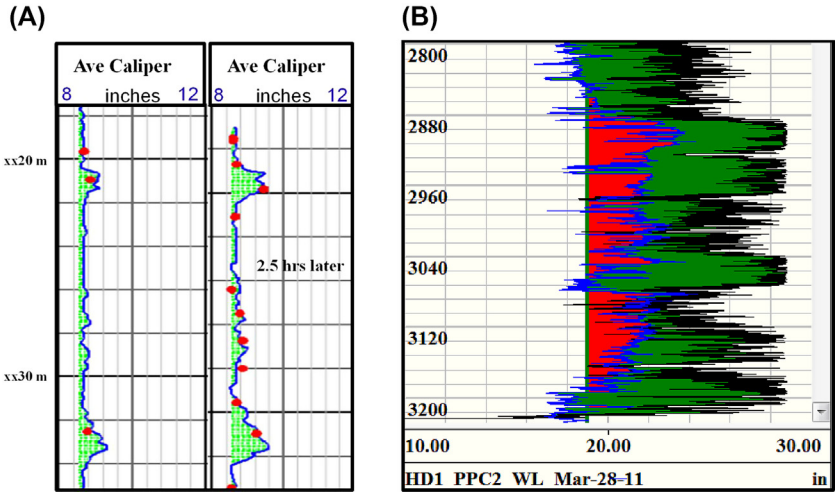 (A)
(B)
Ave Caliper
Ave Caliper
8 inches 12
8 inches 12
xx20 m
2.5 hrs later
xx30 m
2800
2880
2960
3040
3120
3200
10.00 20.00 30.00
HD1 PPC2 WL Mar-28-11 in